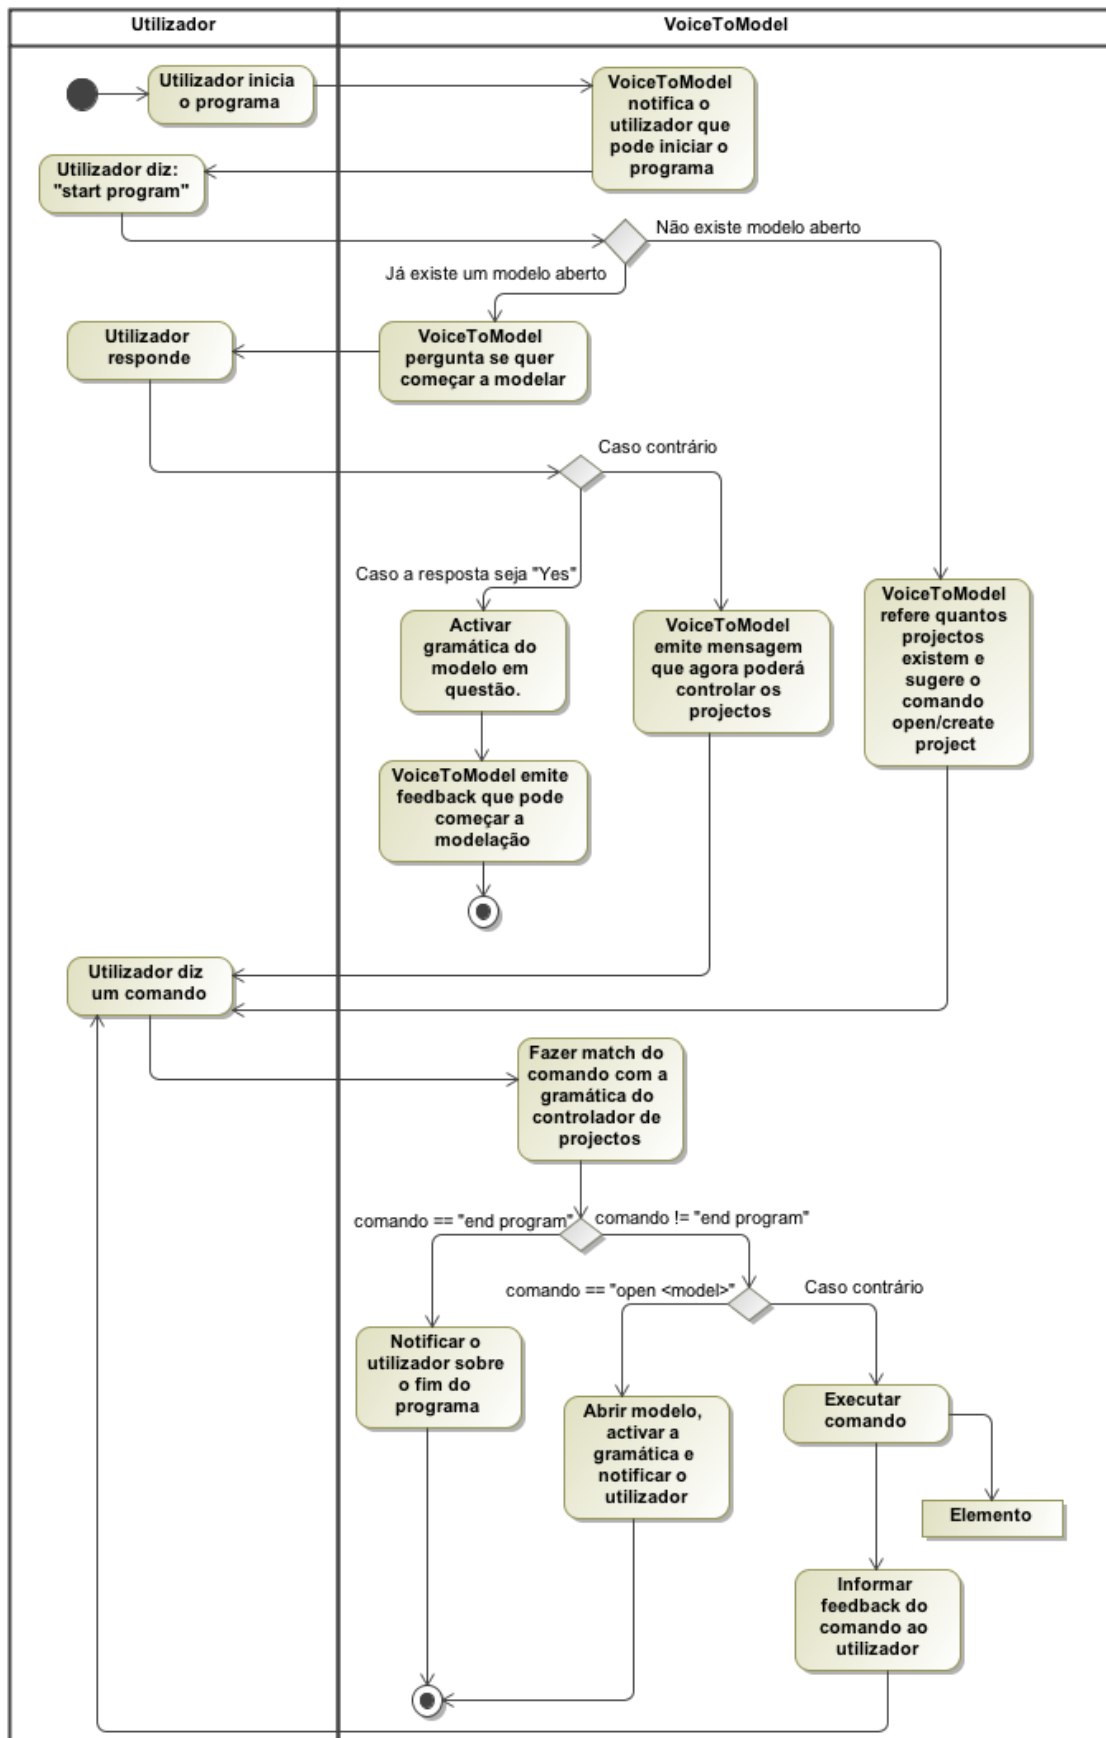 Utilizador
VoiceToModel
Utilizador inicia
o programa
VoiceToModel
notifica o
utilizador que
pode iniciar o
programa
Utilizador diz:
"start program"
Não existe modelo aberto
Já existe um modelo aberto
VoiceToModel
pergunta se quer
começar a modelar
Utilizador
responde
Caso contrário
Caso a resposta seja "Yes"
Activar
gramática do
modelo em
questão.
VoiceToModel
emite mensagem
que agora poderá
controlar os
projectos
VoiceToModel
refere quantos
projectos
existem e
sugere o
comando
open/create
project
VoiceToModel emite
feedback que pode
começar a
modelação
Utilizador diz
um comando
Fazer match do
comando com a
gramática do
controlador de
projectos
comando == "end program"
comando != "end program"
comando == "open <model>"
Caso contrário
Notificar o
utilizador sobre
o fim do
programa
Abrir modelo,
activar a
gramática e
notificar o
utilizador
Executar
comando
Elemento
Informar
feedback do
comando ao
utilizador